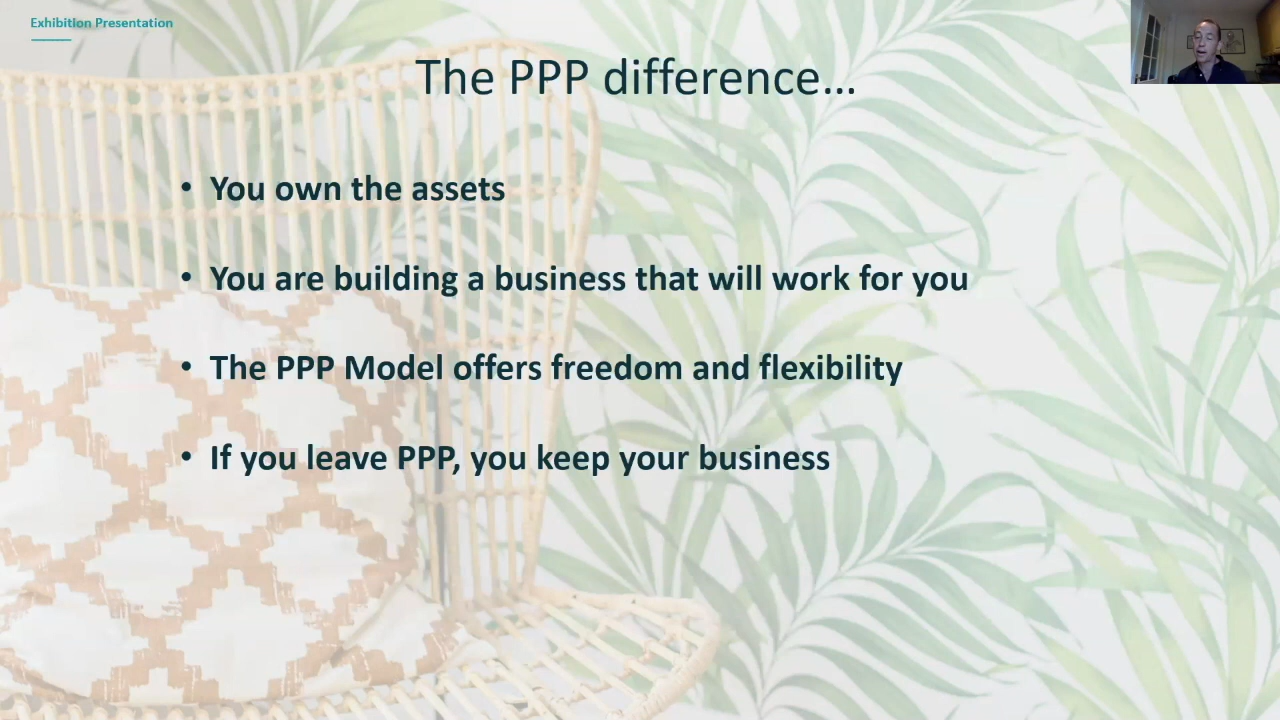 Exhibition Presentation
The PPP difference...
• You own the assets
• You are building a business that will work for you
• The PPP Model offers freedom and flexibility
• If you leave PPP, you keep your business